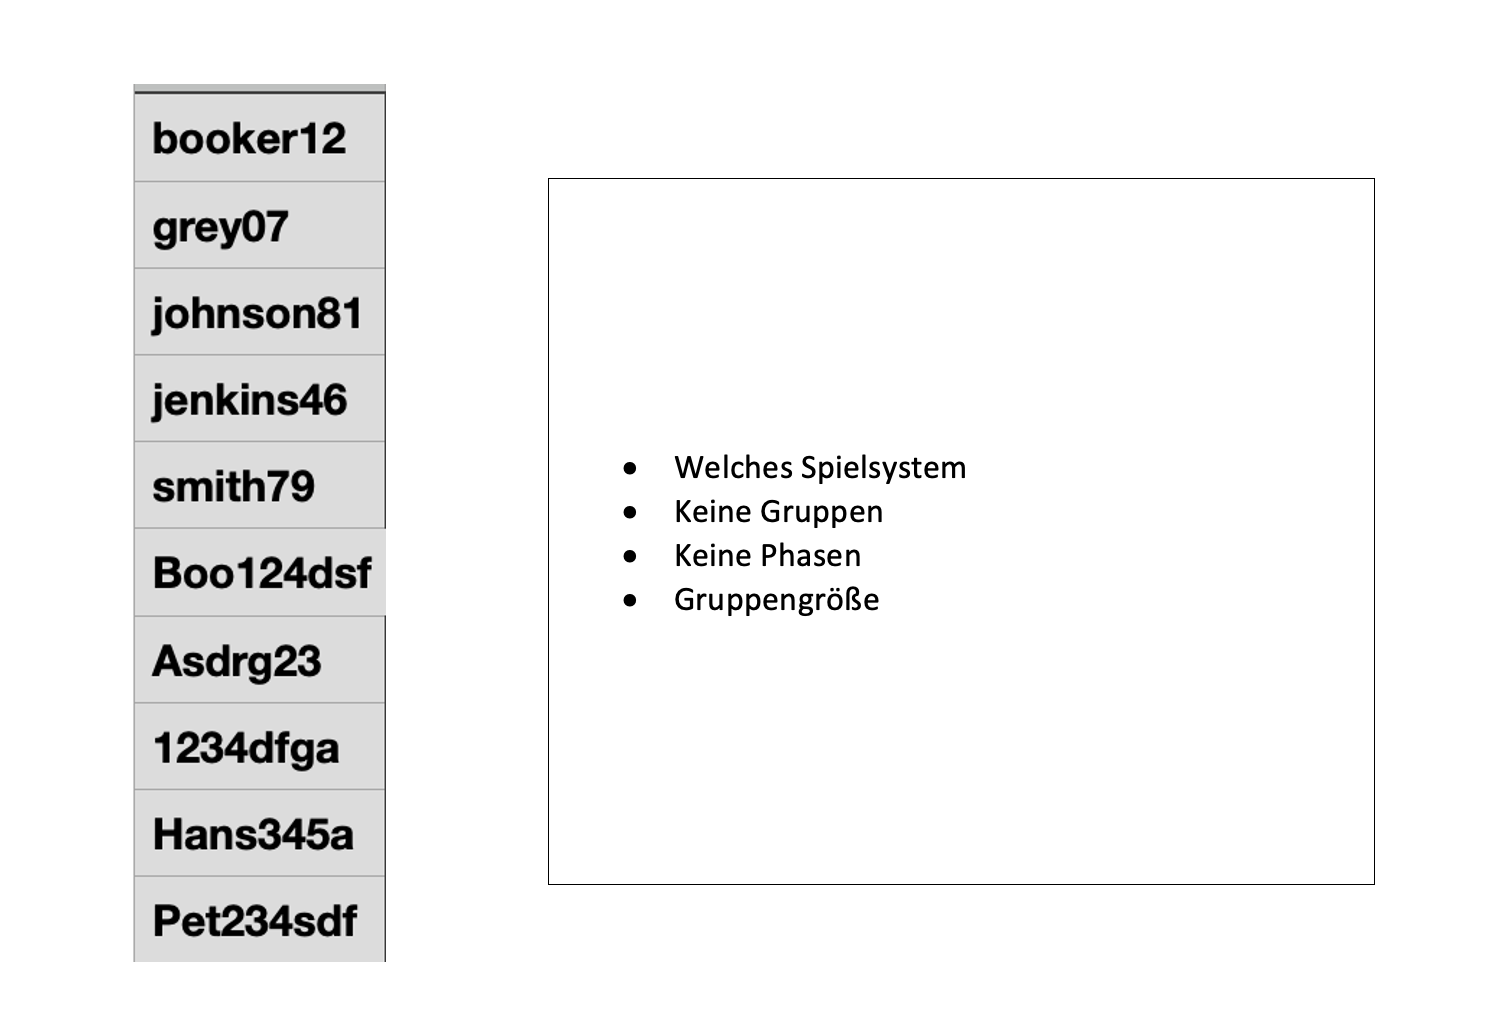 booker12
grey07
johnson81
jenkins46
smith79
Boo124dsf
Asdrg23
1234dfga
Hans345a
Pet234sdf
• Welches Spielsystem
• Keine Gruppen
• Keine Phasen
• Gruppengröße